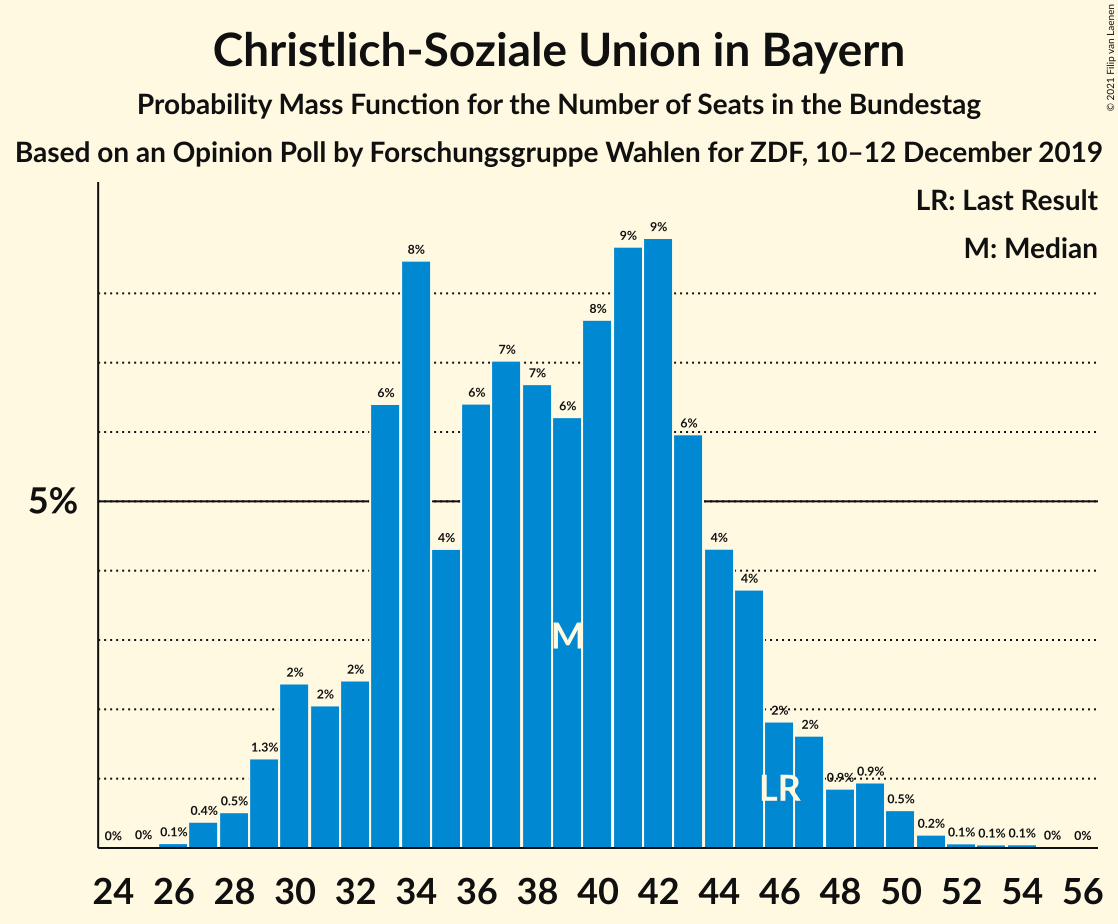 Christlich-Soziale Union in Bayern
Probability Mass Function for the Number of Seats in the Bundestag
Based on an Opinion Poll by Forschungsgruppe Wahlen for ZDF, 10–12 December 2019
© 2021 Filip van Laenen
LR: Last Result
M: Median
5%
0% 0% 0.1% 0.4% 0.5% 1.3% 2% 2% 2% 6% 8% 4% 6% 7% 7% 6% 8% 9% 9% 6% 4% 4% 2% 2% 0.9% 0.9% 0.5% 0.2% 0.1% 0.1% 0.1% 0% 0%
M
LR
24 26 28 30 32 34 36 38 40 42 44 46 48 50 52 54 56